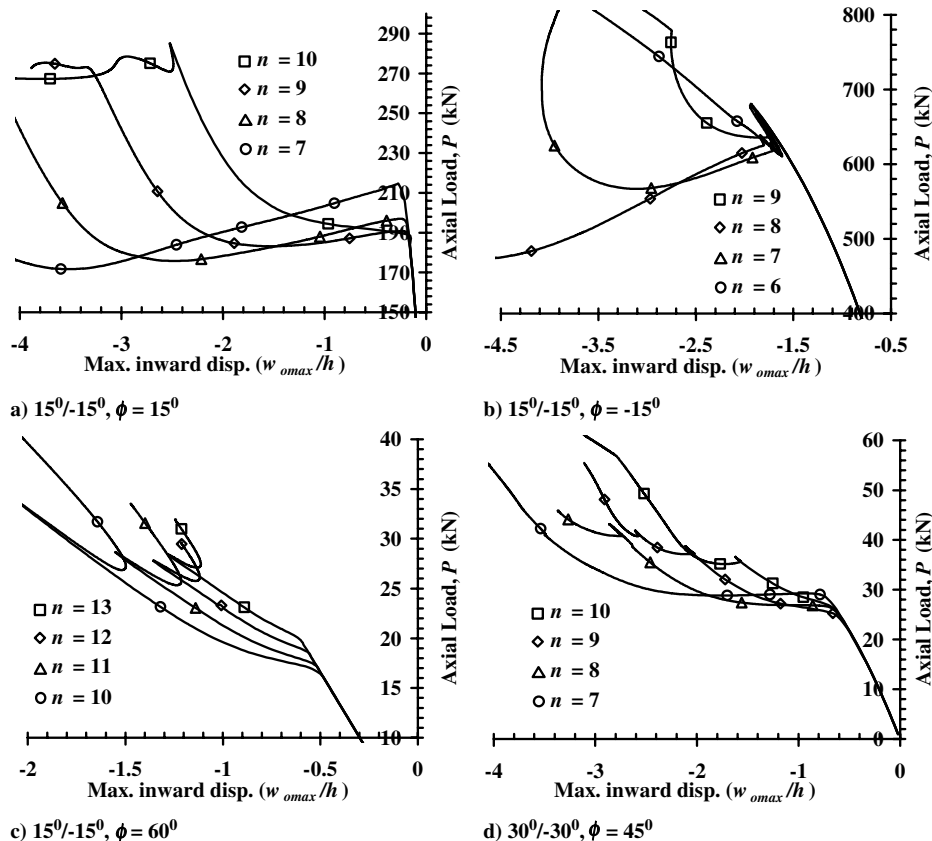 290
270
250
230
210
190
170
150
Axial Load, P (kN)
n = 10
n = 9
n = 8
n = 7
-4 -3 -2 -1 0
Max. inward disp. (w_omax/h)
a) 15⁰/-15⁰, ϕ = 15⁰
800
700
600
500
400
Axial Load, P (kN)
n = 9
n = 8
n = 7
n = 6
-4.5 -3.5 -2.5 -1.5 -0.5
Max. inward disp. (w_omax/h)
b) 15⁰/-15⁰, ϕ = -15⁰
40
35
30
25
20
15
10
Axial Load, P (kN)
n = 13
n = 12
n = 11
n = 10
-2 -1.5 -1 -0.5 0
Max. inward disp. (w_omax/h)
c) 15⁰/-15⁰, ϕ = 60⁰
60
50
40
30
20
10
0
Axial Load, P (kN)
n = 10
n = 9
n = 8
n = 7
-4 -3 -2 -1 0
Max. inward disp. (w_omax/h)
d) 30⁰/-30⁰, ϕ = 45⁰